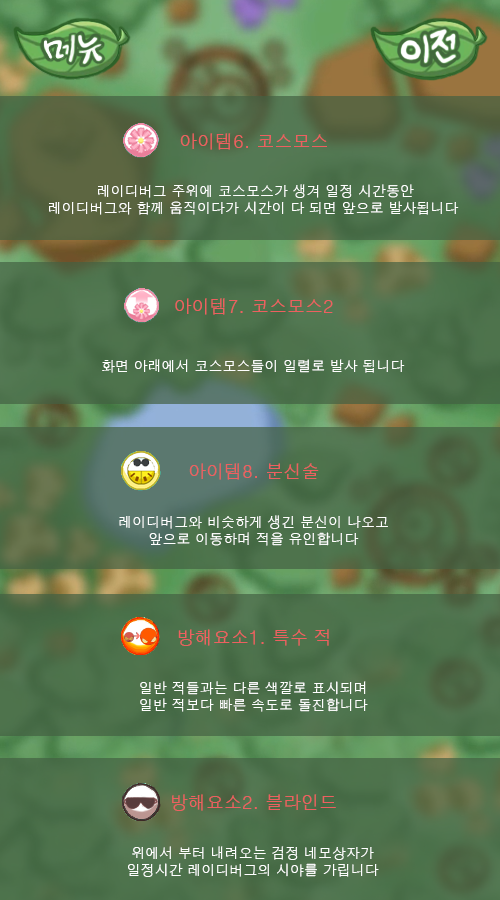 메뉴 이전
아이템6. 코스모스
레이디버그 주위에 코스모스가 생겨 일정 시간동안
레이디버그와 함께 움직이다가 시간이 다 되면 앞으로 발사됩니다
아이템7. 코스모스2
화면 아래에서 코스모스들이 일렬로 발사 됩니다
아이템8. 분신술
레이디버그와 비슷하게 생긴 분신이 나오고
앞으로 이동하며 적을 유인합니다
방해요소1. 특수 적
일반 적들과는 다른 색깔로 표시되며
일반 적보다 빠른 속도로 돌진합니다
방해요소2. 블라인드
위에서 부터 내려오는 검정 네모상자가
일정시간 레이디버그의 시야를 가립니다